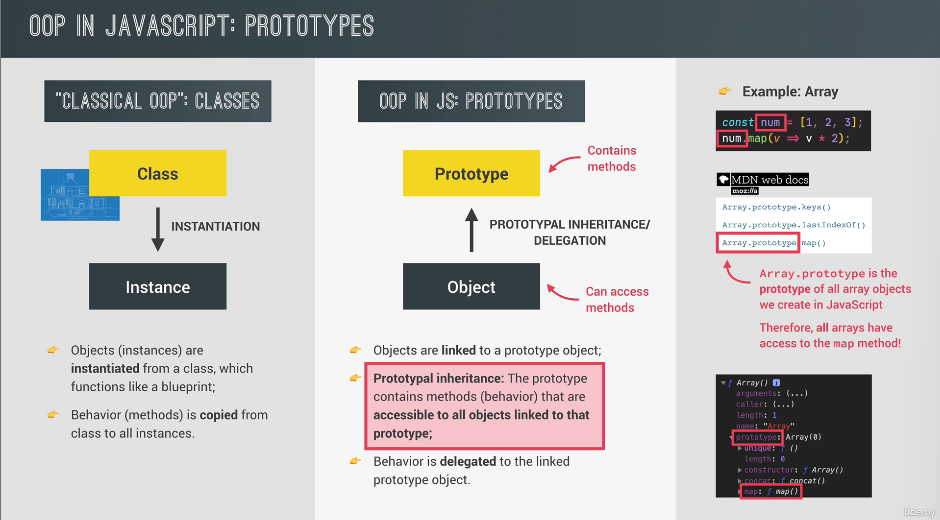 OOP IN JAVASCRIPT: PROTOTYPES
"CLASSICAL OOP": CLASSES
Class
INSTANTIATION
Instance
👉 Objects (instances) are
instantiated from a class, which
functions like a blueprint;
👉 Behavior (methods) is copied from
class to all instances.
OOP IN JS: PROTOTYPES
Prototype
Contains
methods
PROTOTYPAL INHERITANCE/
DELEGATION
Object
Can access
methods
👉 Objects are linked to a prototype object;
👉 Prototypal inheritance: The prototype
contains methods (behavior) that are
accessible to all objects linked to that
prototype;
👉 Behavior is delegated to the linked
prototype object.
👉 Example: Array
const num = [1, 2, 3];
num.map(v => v * 2);
MDN web docs
moz://a
Array.prototype.keys()
Array.prototype.lastIndexOf()
Array.prototype.map()
Array.prototype is the
prototype of all array objects
we create in JavaScript
Therefore, all arrays have
access to the map method!
▼ ƒ Array() i
arguments: (...)
caller: (...)
length: 1
name: "Array"
▼ prototype: Array(0)
▶ unique: ƒ ()
length: 0
▶ constructor: ƒ Array()
▶ concat: ƒ concat()
▶ map: ƒ map()
ûdemy